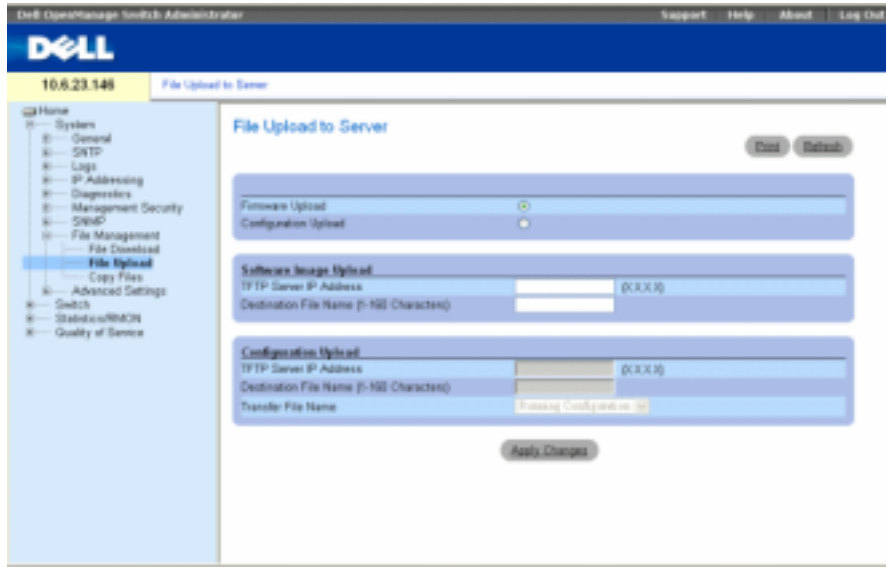 Dell OpenManage Switch Administrator
Support Help About Log Out
DELL
10.6.23.146
File Upload to Server
Home
System
General
SNTP
Logs
IP Addressing
Diagnostics
Management Security
SNMP
File Management
File Download
File Upload
Copy Files
Advanced Settings
Switch
Statistics/RMON
Quality of Service
File Upload to Server
Print Refresh
Firmware Upload
Configuration Upload
Software Image Upload
TFTP Server IP Address (X.X.X.X)
Destination File Name (1-160 Characters)
Configuration Upload
TFTP Server IP Address (X.X.X.X)
Destination File Name (1-160 Characters)
Transfer File Name Running Configuration
Apply Changes